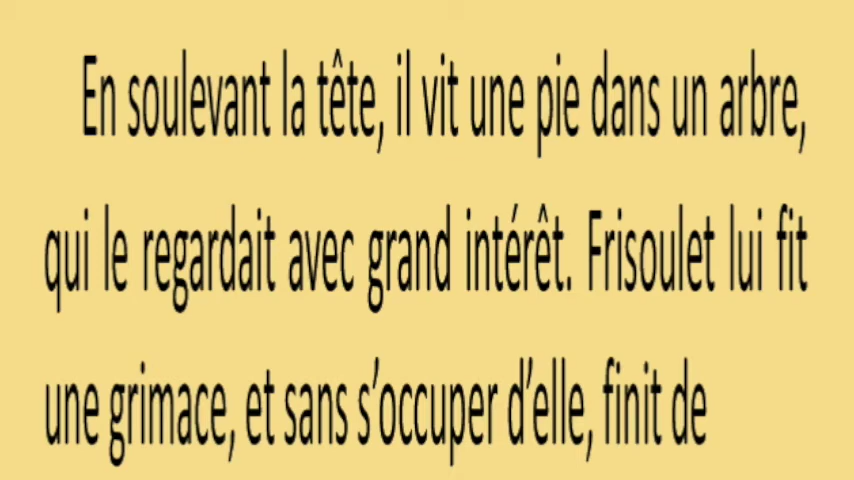 En soulevant la tête, il vit une pie dans un arbre,
qui le regardait avec grand intérêt. Frisoulet lui fit
une grimace, et sans s’occuper d’elle, finit de